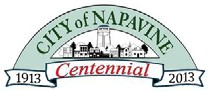 CITY of NAPAVINE
1913 Centennial 2013